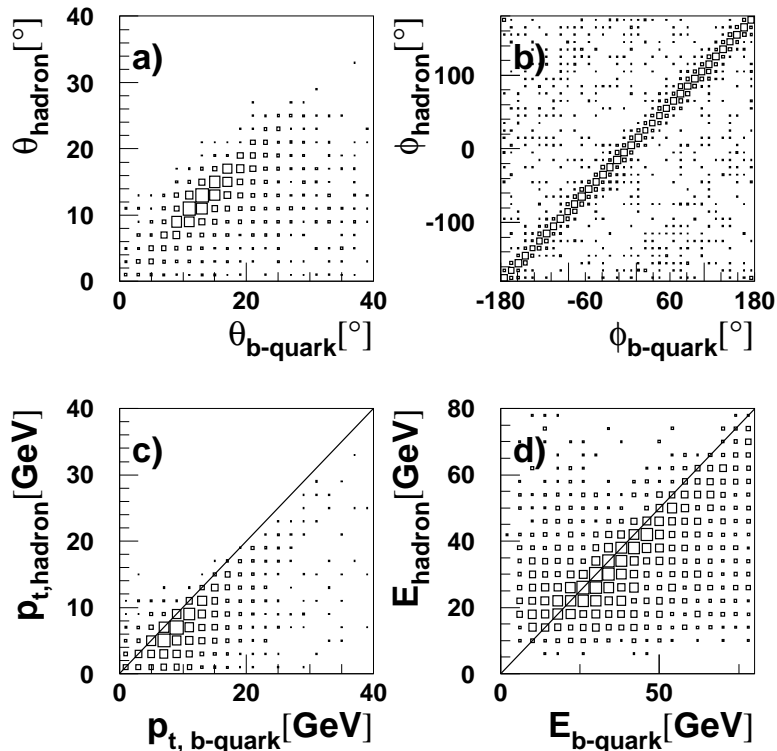 θhadron[°]
a)
40
30
20
10
0
0 20 40
θb-quark[°]
ϕhadron[°]
b)
100
0
-100
-180 -60 60 180
ϕb-quark[°]
pt,hadron[GeV]
c)
40
30
20
10
0
0 20 40
pt, b-quark[GeV]
Ehadron[GeV]
d)
80
60
40
20
0
0 50
Eb-quark[GeV]